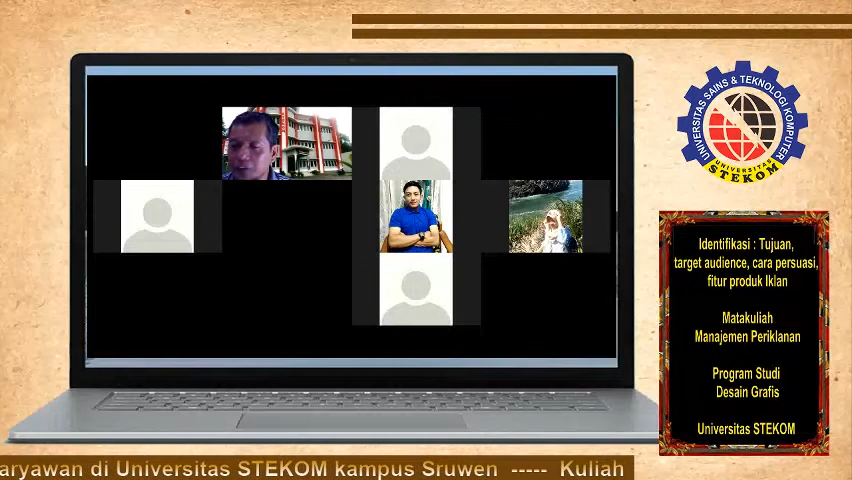 UNIVERSITAS SAINS & TEKNOLOGI KOMPUTER
UNIVERSITAS
STEKOM
Identifikasi : Tujuan,
target audience, cara persuasi,
fitur produk Iklan
Matakuliah
Manajemen Periklanan
Program Studi
Desain Grafis
Universitas STEKOM
aryawan di Universitas STEKOM kampus Sruwen ----- Kuliah